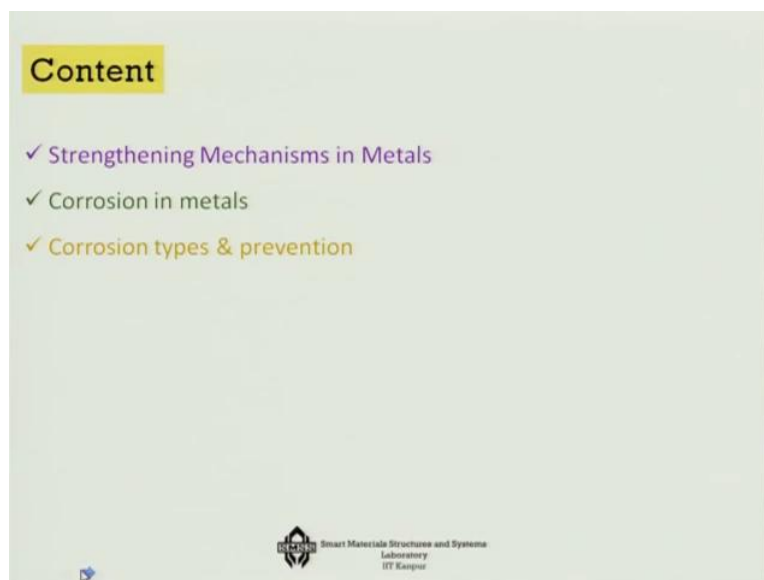 Content
✓ Strengthening Mechanisms in Metals
✓ Corrosion in metals
✓ Corrosion types & prevention
SMSS
Smart Materials Structures and Systems
Laboratory
IIT Kanpur